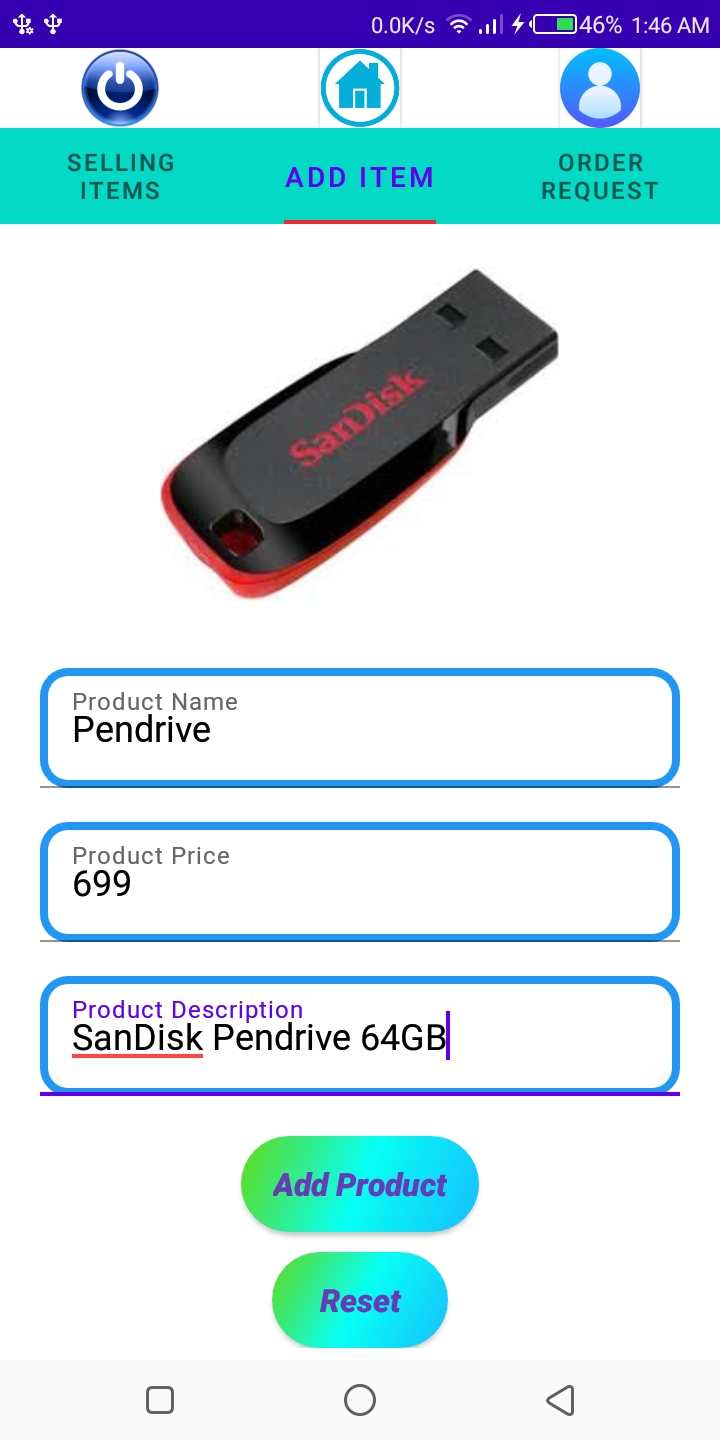 0.0K/s 46% 1:46 AM
SELLING
ITEMS
ADD ITEM
ORDER
REQUEST
SanDisk
Product Name
Pendrive
Product Price
699
Product Description
SanDisk Pendrive 64GB
Add Product
Reset